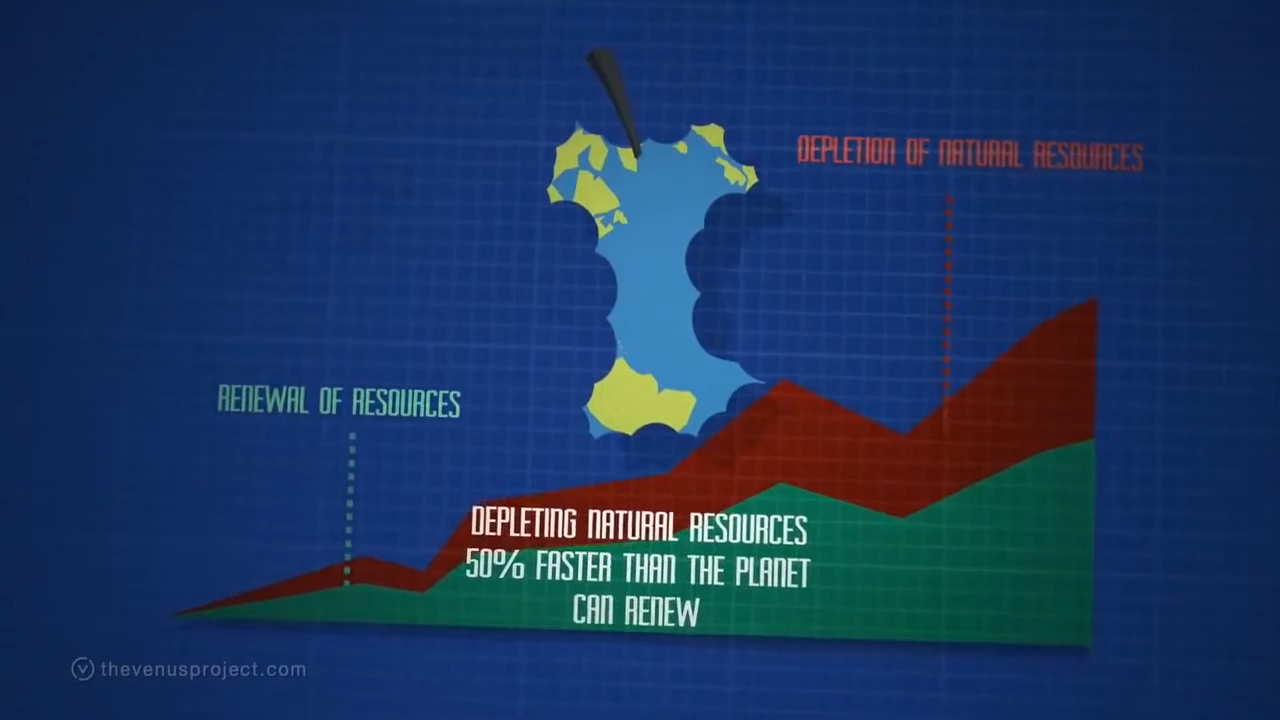 DEPLETION OF NATURAL RESOURCES
RENEWAL OF RESOURCES
DEPLETING NATURAL RESOURCES
50% FASTER THAN THE PLANET
CAN RENEW
thevenusproject.com